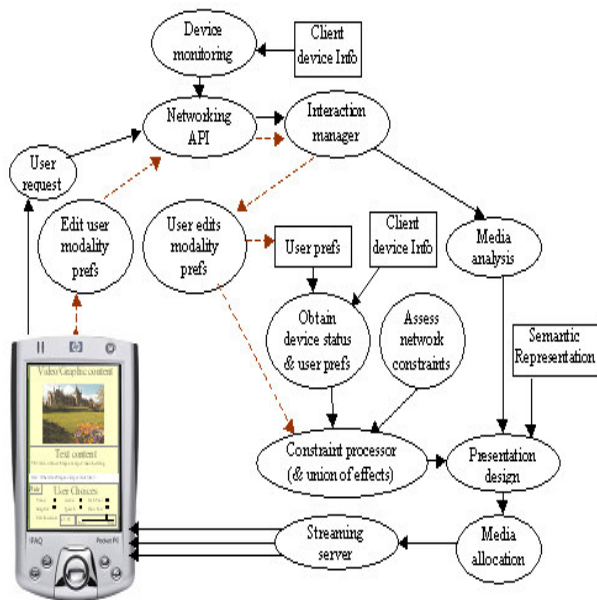 Device
monitoring
Client
device Info
Networking
API
Interaction
manager
User
request
Edit user
modality
prefs
User edits
modality
prefs
User prefs
Client
device Info
Media
analysis
Obtain
device status
& user prefs
Assess
network
constraints
Semantic
Representation
Constraint processor
(& union of effects)
Presentation
design
Streaming
server
Media
allocation
hp
Video/Graphic content
Text content
User Choices
iPAQ
Pocket PC